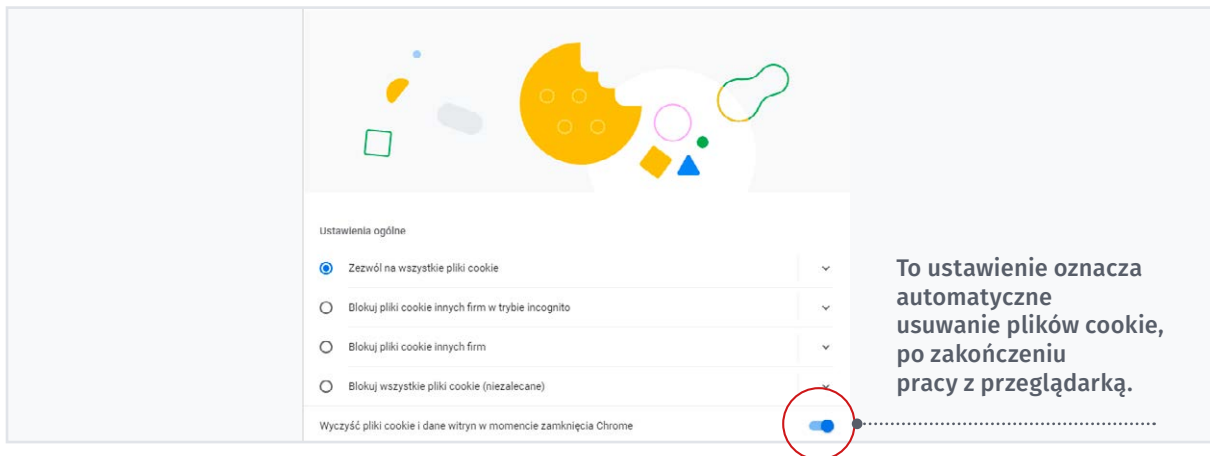 Ustawienia ogólne
Zezwól na wszystkie pliki cookie
Blokuj pliki cookie innych firm w trybie incognito
Blokuj pliki cookie innych firm
Blokuj wszystkie pliki cookie (niezalecane)
Wyczyść pliki cookie i dane witryn w momencie zamknięcia Chrome
To ustawienie oznacza
automatyczne
usuwanie plików cookie,
po zakończeniu
pracy z przeglądarką.